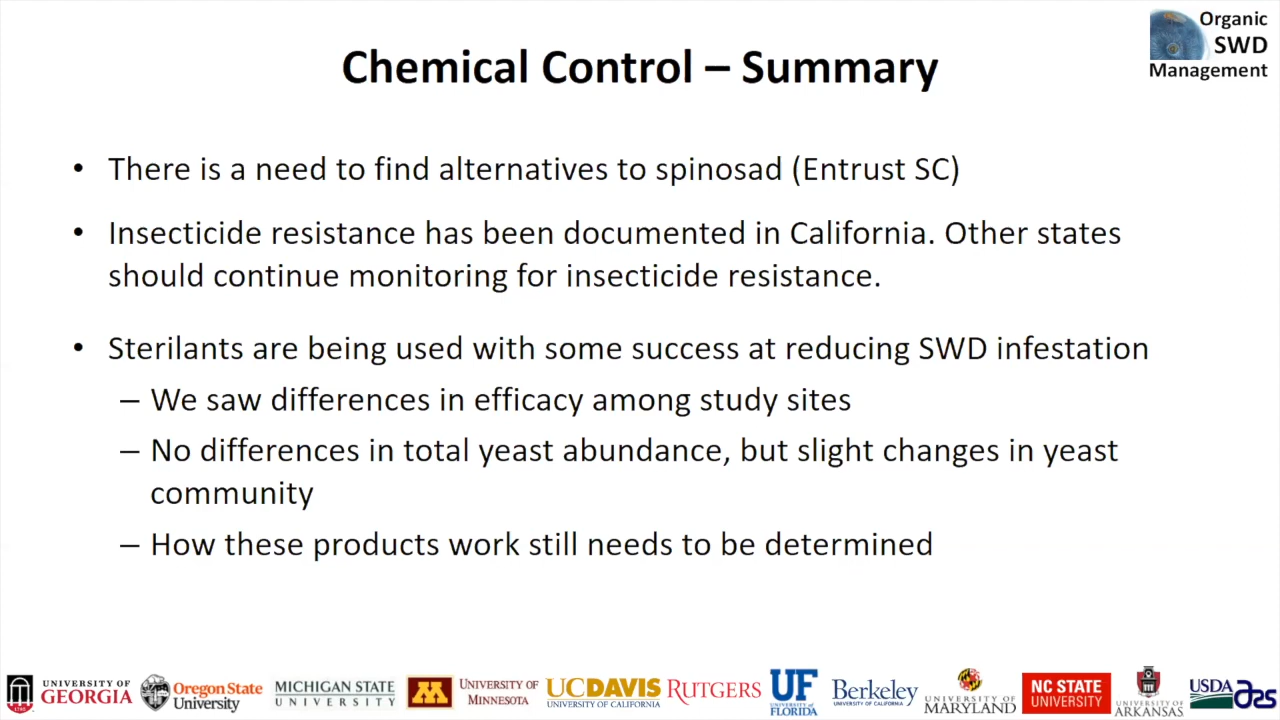 Organic
SWD
Management
Chemical Control – Summary
• There is a need to find alternatives to spinosad (Entrust SC)
• Insecticide resistance has been documented in California. Other states
should continue monitoring for insecticide resistance.
• Sterilants are being used with some success at reducing SWD infestation
– We saw differences in efficacy among study sites
– No differences in total yeast abundance, but slight changes in yeast
community
– How these products work still needs to be determined
1785
UNIVERSITY OF
GEORGIA
Oregon State
University
MICHIGAN STATE
UNIVERSITY
M
UNIVERSITY OF
MINNESOTA
UCDAVIS
UNIVERSITY OF CALIFORNIA
RUTGERS
UF
UNIVERSITY of
FLORIDA
Berkeley
UNIVERSITY OF CALIFORNIA
UNIVERSITY OF
MARYLAND
NC STATE
UNIVERSITY
UNIVERSITY OF
ARKANSAS
USDA
ars